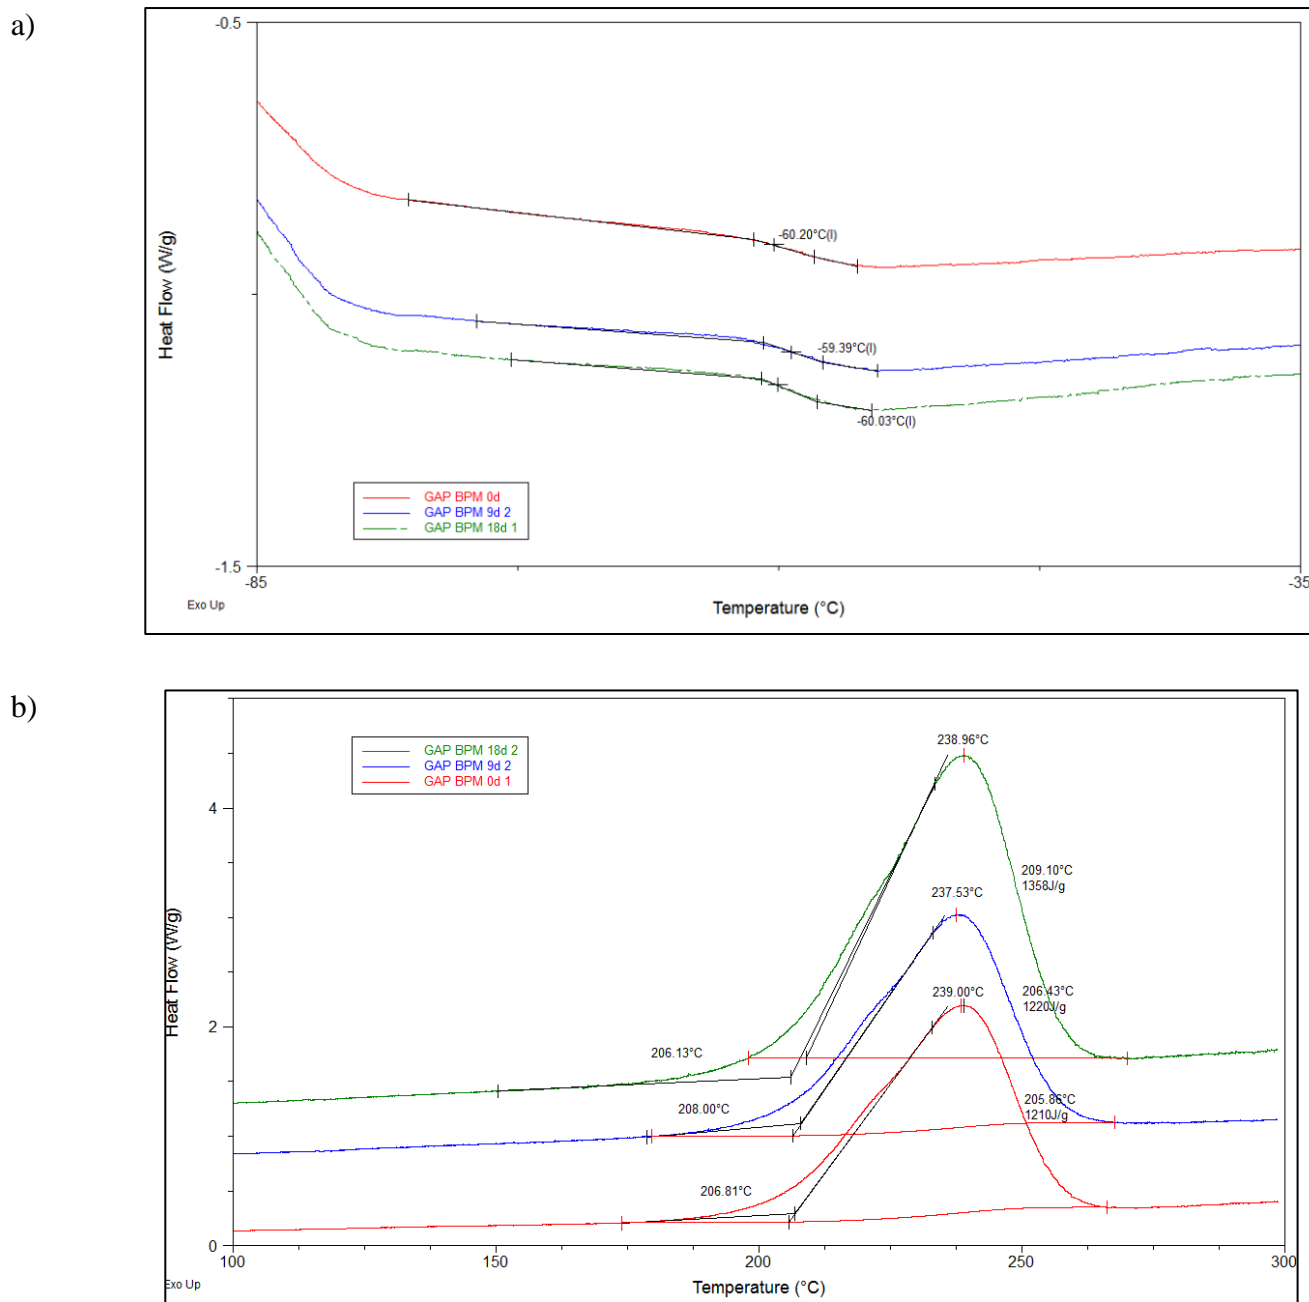 a)
-0.5
-60.20°C(I)
Heat Flow (W/g)
-59.39°C(I)
-60.03°C(I)
GAP BPM 0d
GAP BPM 9d 2
GAP BPM 18d 1
-1.5
-85
-35
Exo Up
Temperature (°C)
b)
GAP BPM 18d 2
GAP BPM 9d 2
GAP BPM 0d 1
238.96°C
4
209.10°C
1358J/g
237.53°C
Heat Flow (W/g)
206.43°C
1220J/g
239.00°C
2
206.13°C
205.86°C
1210J/g
208.00°C
206.81°C
0
100
150
200
250
300
Exo Up
Temperature (°C)